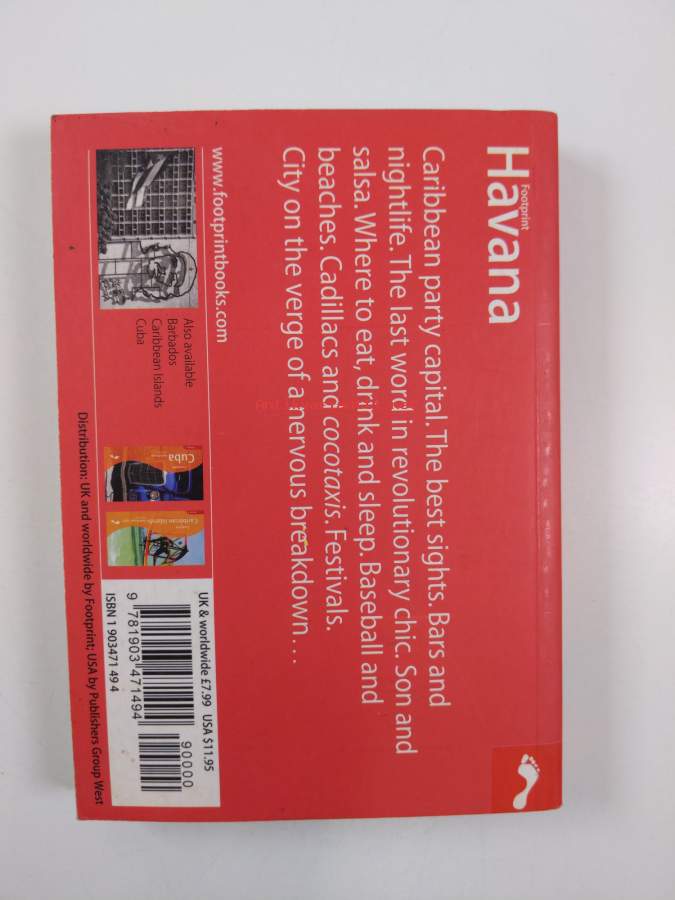 Footprint
Havana
Caribbean party capital. The best sights. Bars and
nightlife. The last word in revolutionary chic. Son and
salsa. Where to eat, drink and sleep. Baseball and
beaches. Cadillacs and cocotaxis. Festivals.
City on the verge of a nervous breakdown...
www.footprintbooks.com
Also available
Barbados
Caribbean Islands
Cuba
Cuba
Caribbean Islands
UK & worldwide £7.99 USA $11.95
90000
9 781903 471494
ISBN 1 903471 49 4
Distribution: UK and worldwide by Footprint; USA by Publishers Group West